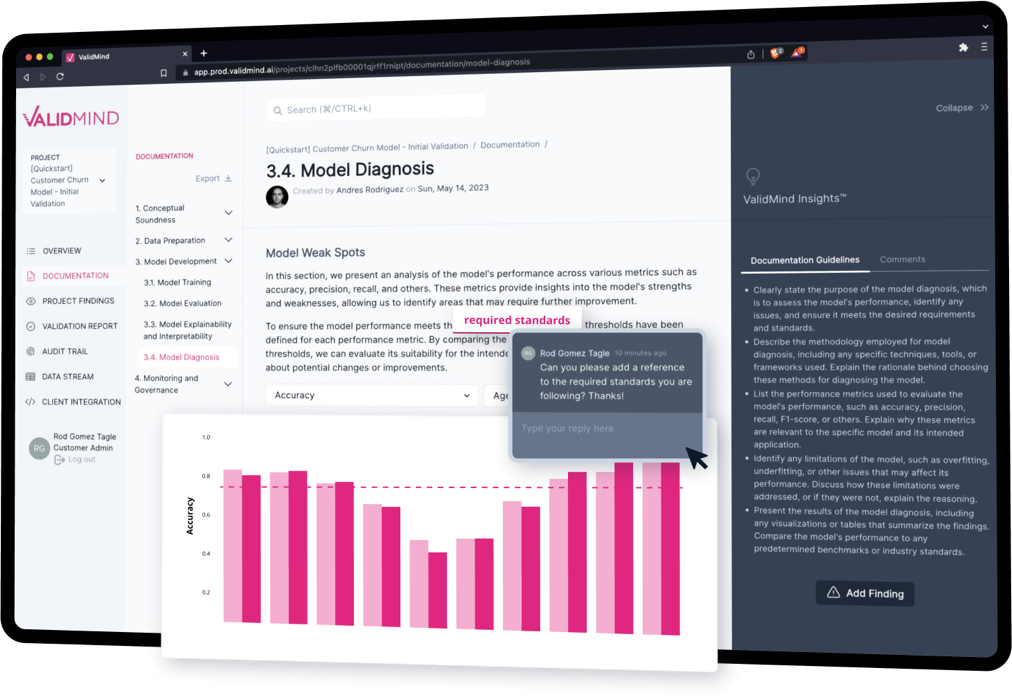 ValidMind
app.prod.validmind.ai/projects/clhn2plfb00001qjrff1rnipt/documentation/model-diagnosis
VALIDMIND
PROJECT
[Quickstart]
Customer Churn
Model - Initial
Validation
OVERVIEW
DOCUMENTATION
PROJECT FINDINGS
VALIDATION REPORT
AUDIT TRAIL
DATA STREAM
CLIENT INTEGRATION
RG
Rod Gomez Tagle
Customer Admin
Log out
DOCUMENTATION
Export
1. Conceptual
Soundness
2. Data Preparation
3. Model Development
3.1. Model Training
3.2. Model Evaluation
3.3. Model Explainability
and Interpretability
3.4. Model Diagnosis
4. Monitoring and
Governance
Search (⌘/CTRL+k)
[Quickstart] Customer Churn Model - Initial Validation / Documentation /
3.4. Model Diagnosis
Created by Andres Rodriguez on Sun, May 14, 2023
Model Weak Spots
In this section, we present an analysis of the model's performance across various metrics such as
accuracy, precision, recall, and others. These metrics provide insights into the model's strengths
and weaknesses, allowing us to identify areas that may require further improvement.
To ensure the model performance meets the required standards thresholds have been
defined for each performance metric. By comparing the
thresholds, we can evaluate its suitability for the intende
about potential changes or improvements.
Accuracy
Age
RG
Rod Gomez Tagle 10 minutes ago
Can you please add a reference
to the required standards you are
following? Thanks!
Type your reply here
1.0
0.8
0.6
0.4
0.2
Accuracy
Collapse
ValidMind Insights™
Documentation Guidelines
Comments
• Clearly state the purpose of the model diagnosis, which
is to assess the model's performance, identify any
issues, and ensure it meets the desired requirements
and standards.
• Describe the methodology employed for model
diagnosis, including any specific techniques, tools, or
frameworks used. Explain the rationale behind choosing
these methods for diagnosing the model.
• List the performance metrics used to evaluate the
model's performance, such as accuracy, precision,
recall, F1-score, or others. Explain why these metrics
are relevant to the specific model and its intended
application.
• Identify any limitations of the model, such as overfitting,
underfitting, or other issues that may affect its
performance. Discuss how these limitations were
addressed, or if they were not, explain the reasoning.
• Present the results of the model diagnosis, including
any visualizations or tables that summarize the findings.
Compare the model's performance to any
predetermined benchmarks or industry standards.
Add Finding